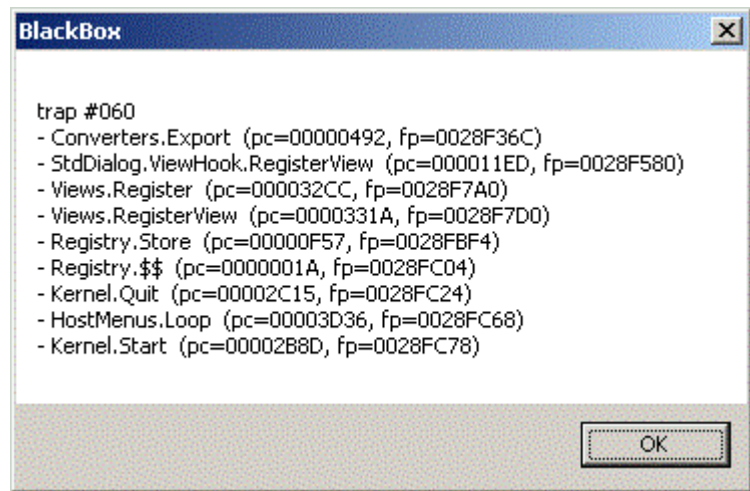 BlackBox
trap #060
- Converters.Export (pc=00000492, fp=0028F36C)
- StdDialog.ViewHook.RegisterView (pc=000011ED, fp=0028F580)
- Views.Register (pc=000032CC, fp=0028F7A0)
- Views.RegisterView (pc=0000331A, fp=0028F7D0)
- Registry.Store (pc=00000F57, fp=0028FBF4)
- Registry.$$ (pc=0000001A, fp=0028FC04)
- Kernel.Quit (pc=00002C15, fp=0028FC24)
- HostMenus.Loop (pc=00003D36, fp=0028FC68)
- Kernel.Start (pc=00002B8D, fp=0028FC78)
OK